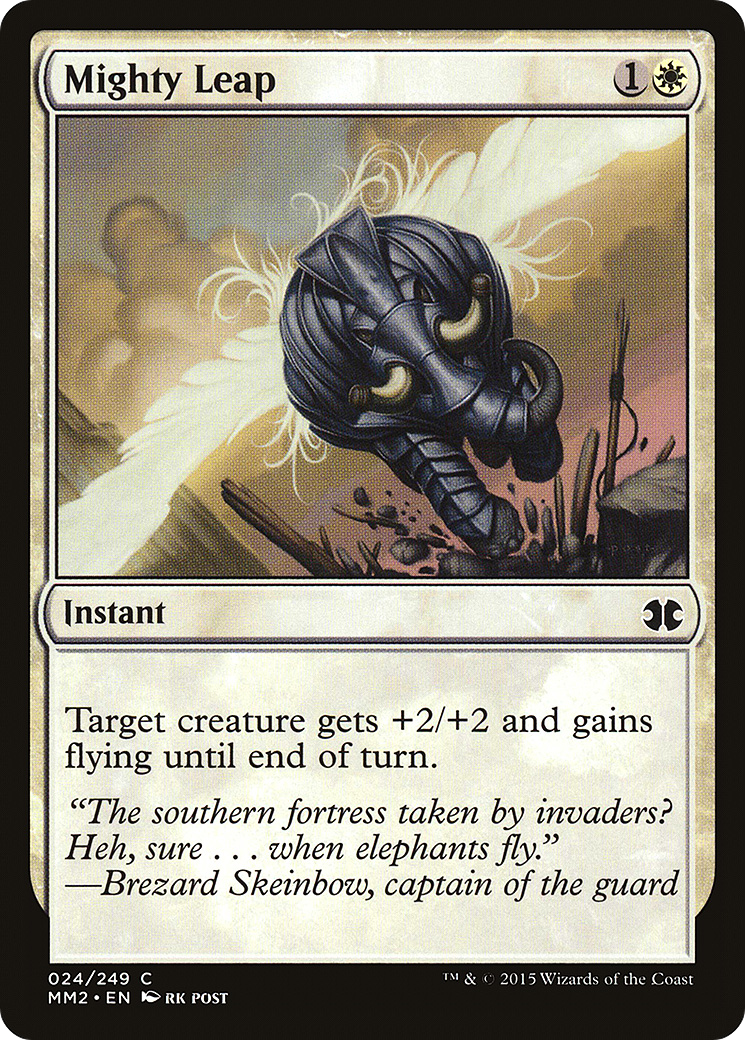 Mighty Leap
1
post
Instant
Target creature gets +2/+2 and gains
flying until end of turn.
“The southern fortress taken by invaders?
Heh, sure . . . when elephants fly.”
—Brezard Skeinbow, captain of the guard
024/249 C
MM2 • EN RK POST
™ & © 2015 Wizards of the Coast